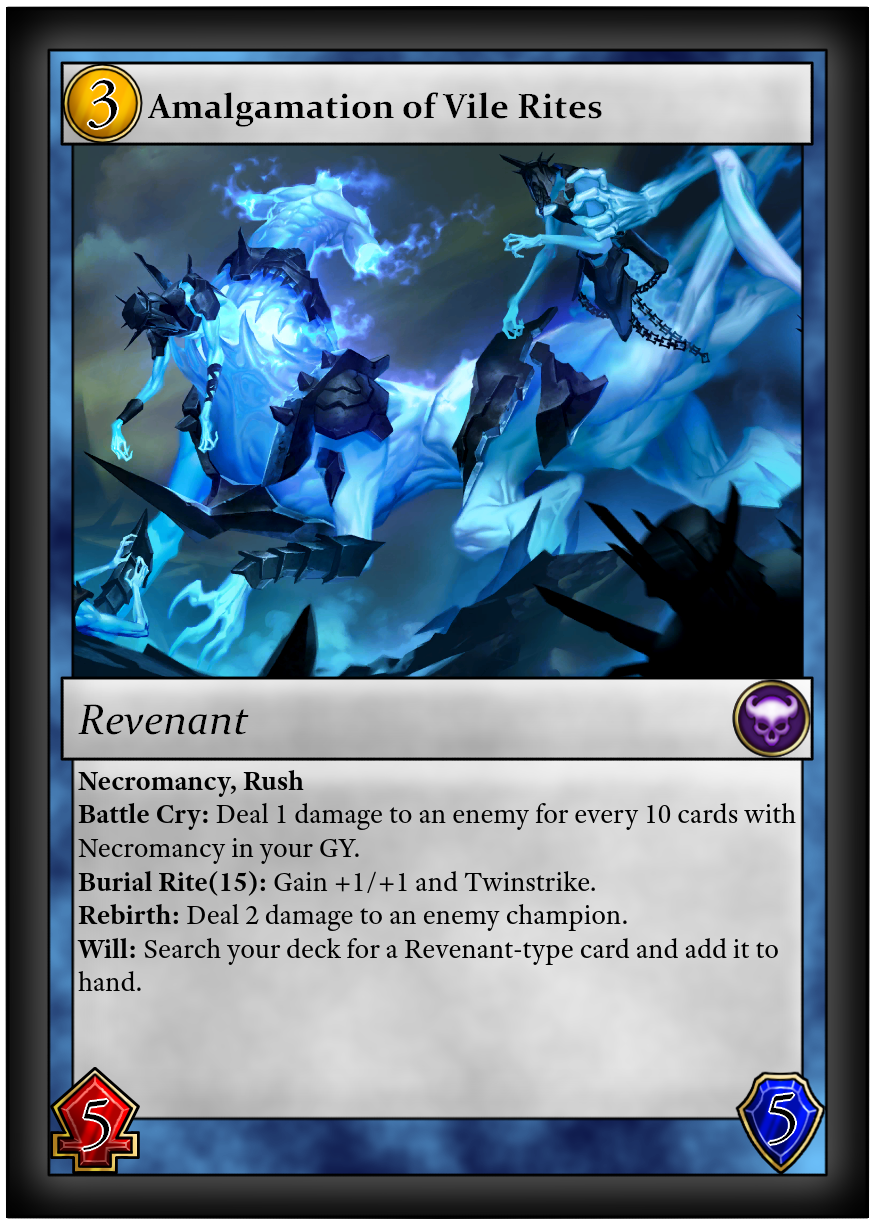 3 Amalgamation of Vile Rites
Revenant
Necromancy, Rush
Battle Cry: Deal 1 damage to an enemy for every 10 cards with
Necromancy in your GY.
Burial Rite(15): Gain +1/+1 and Twinstrike.
Rebirth: Deal 2 damage to an enemy champion.
Will: Search your deck for a Revenant-type card and add it to
hand.
5 5